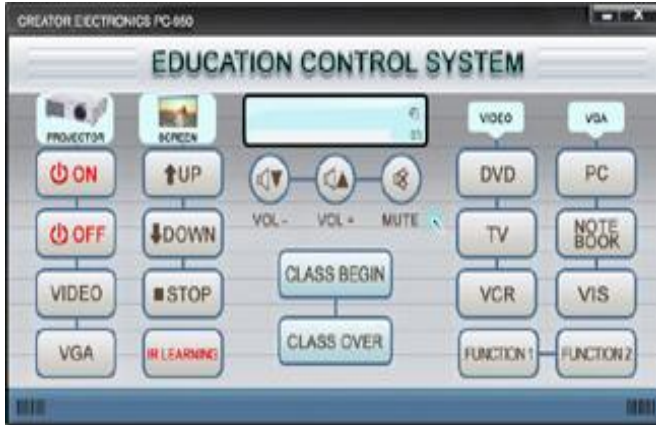 CREATOR ELECTRONICS PC-950
EDUCATION CONTROL SYSTEM
PROJECTOR
SCREEN
VIDEO
VGA
ON
UP
DVD
PC
VOL -
VOL +
MUTE
OFF
DOWN
TV
NOTE
BOOK
CLASS BEGIN
VIDEO
STOP
VCR
VIS
CLASS OVER
VGA
IR LEARNING
FUNCTION 1
FUNCTION 2